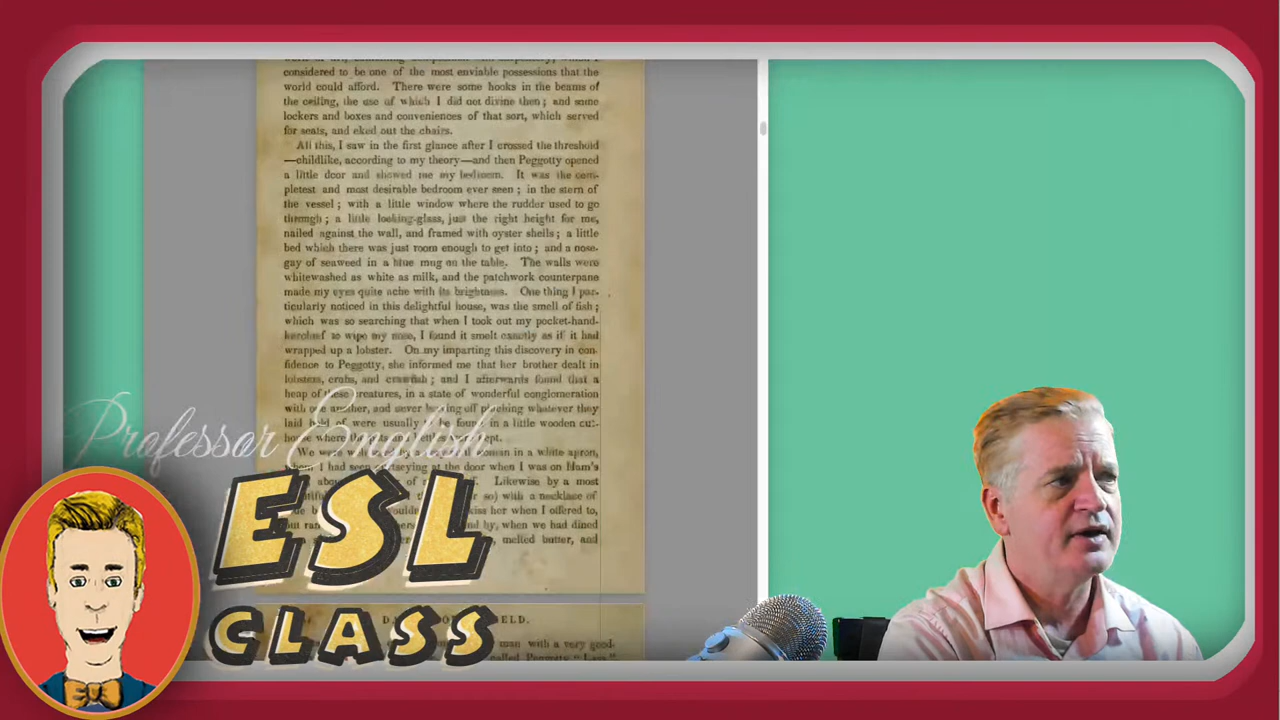 considered to be one of the most enviable possessions that the
world could afford. There were some hooks in the beams of
the ceiling, the use of which I did not divine then; and some
lockers and boxes and conveniences of that sort, which served
for seats, and eked out the chairs.
All this, I saw in the first glance after I crossed the threshold
—childlike, according to my theory—and then Peggotty opened
a little door and showed me my bedroom. It was the com-
pletest and most desirable bedroom ever seen; in the stern of
the vessel; with a little window where the rudder used to go
through; a little looking-glass, just the right height for me,
nailed against the wall, and framed with oyster shells; a little
bed which there was just room enough to get into; and a nose-
gay of seaweed in a blue mug on the table. The walls were
whitewashed as white as milk, and the patchwork counterpane
made my eyes quite ache with its brightness. One thing I par-
ticularly noticed in this delightful house, was the smell of fish;
which was so searching that when I took out my pocket-hand-
kerchief to wipe my nose, I found it smelt exactly as if it had
wrapped up a lobster. On my imparting this discovery in con-
fidence to Peggotty, she informed me that her brother dealt in
lobsters, crabs, and crawfish; and I afterwards found that a
heap of these creatures, in a state of wonderful conglomeration
with one another, and never leaving off pinching whatever they
laid hold of were usually to be found in a little wooden out-
house where the pots and kettles were kept.
We were in a white apron,
whom I had seen curtseying at the door when I was on Ham's
of Likewise by a most
so) with a necklace of
kiss her when I offered to,
ran by, when we had dined
melted butter, and
man with a very good-
called Peggotty "Lass"
Professor English
ESL
CLASS